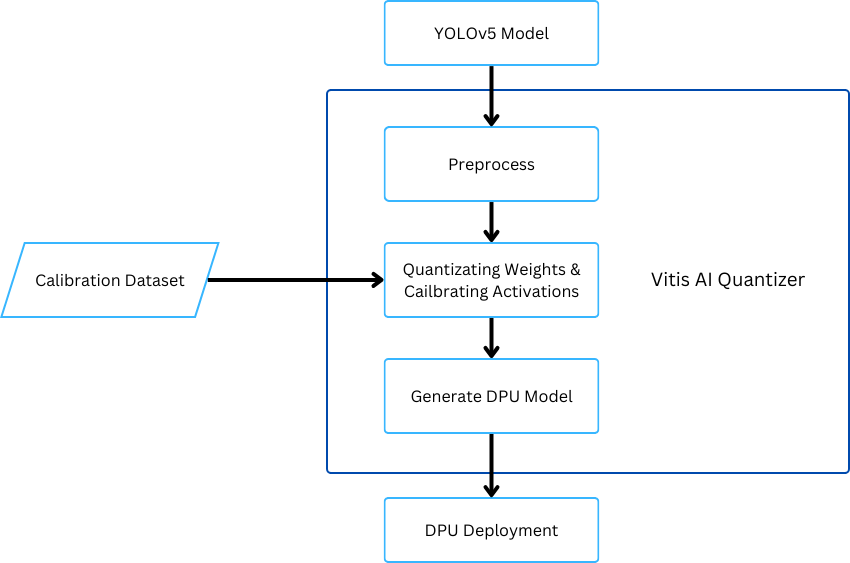 YOLOv5 Model
Preprocess
Calibration Dataset
Quantizating Weights &
Cailbrating Activations
Vitis AI Quantizer
Generate DPU Model
DPU Deployment